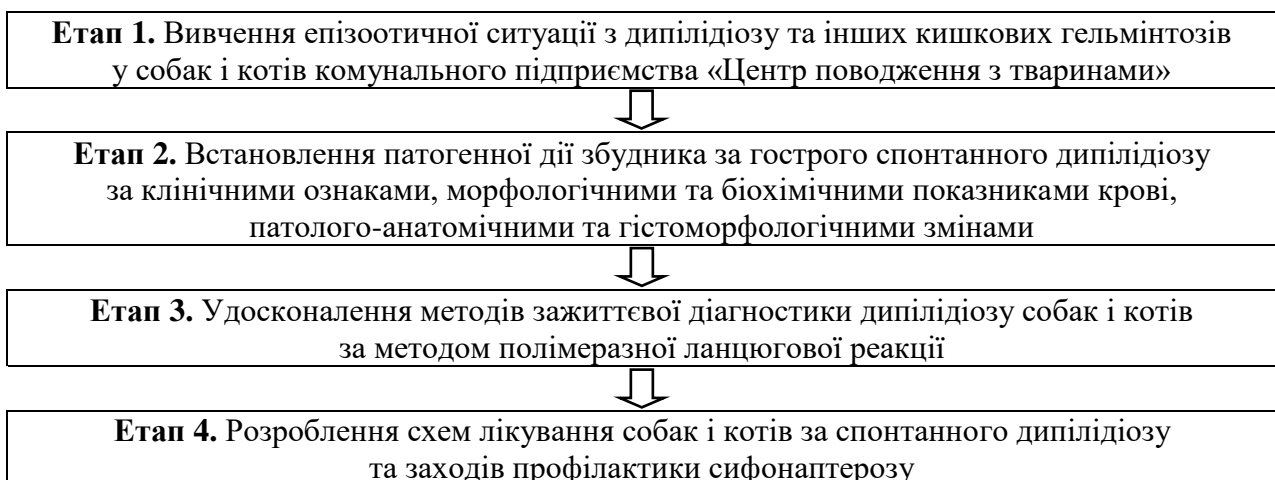 Етап 1. Вивчення епізоотичної ситуації з дипілідіозу та інших кишкових гельмінтозів
у собак і котів комунального підприємства «Центр поводження з тваринами»
Етап 2. Встановлення патогенної дії збудника за гострого спонтанного дипілідіозу
за клінічними ознаками, морфологічними та біохімічними показниками крові,
патолого-анатомічними та гістоморфологічними змінами
Етап 3. Удосконалення методів зажиттєвої діагностики дипілідіозу собак і котів
за методом полімеразної ланцюгової реакції
Етап 4. Розроблення схем лікування собак і котів за спонтанного дипілідіозу
та заходів профілактики сифонаптерозу